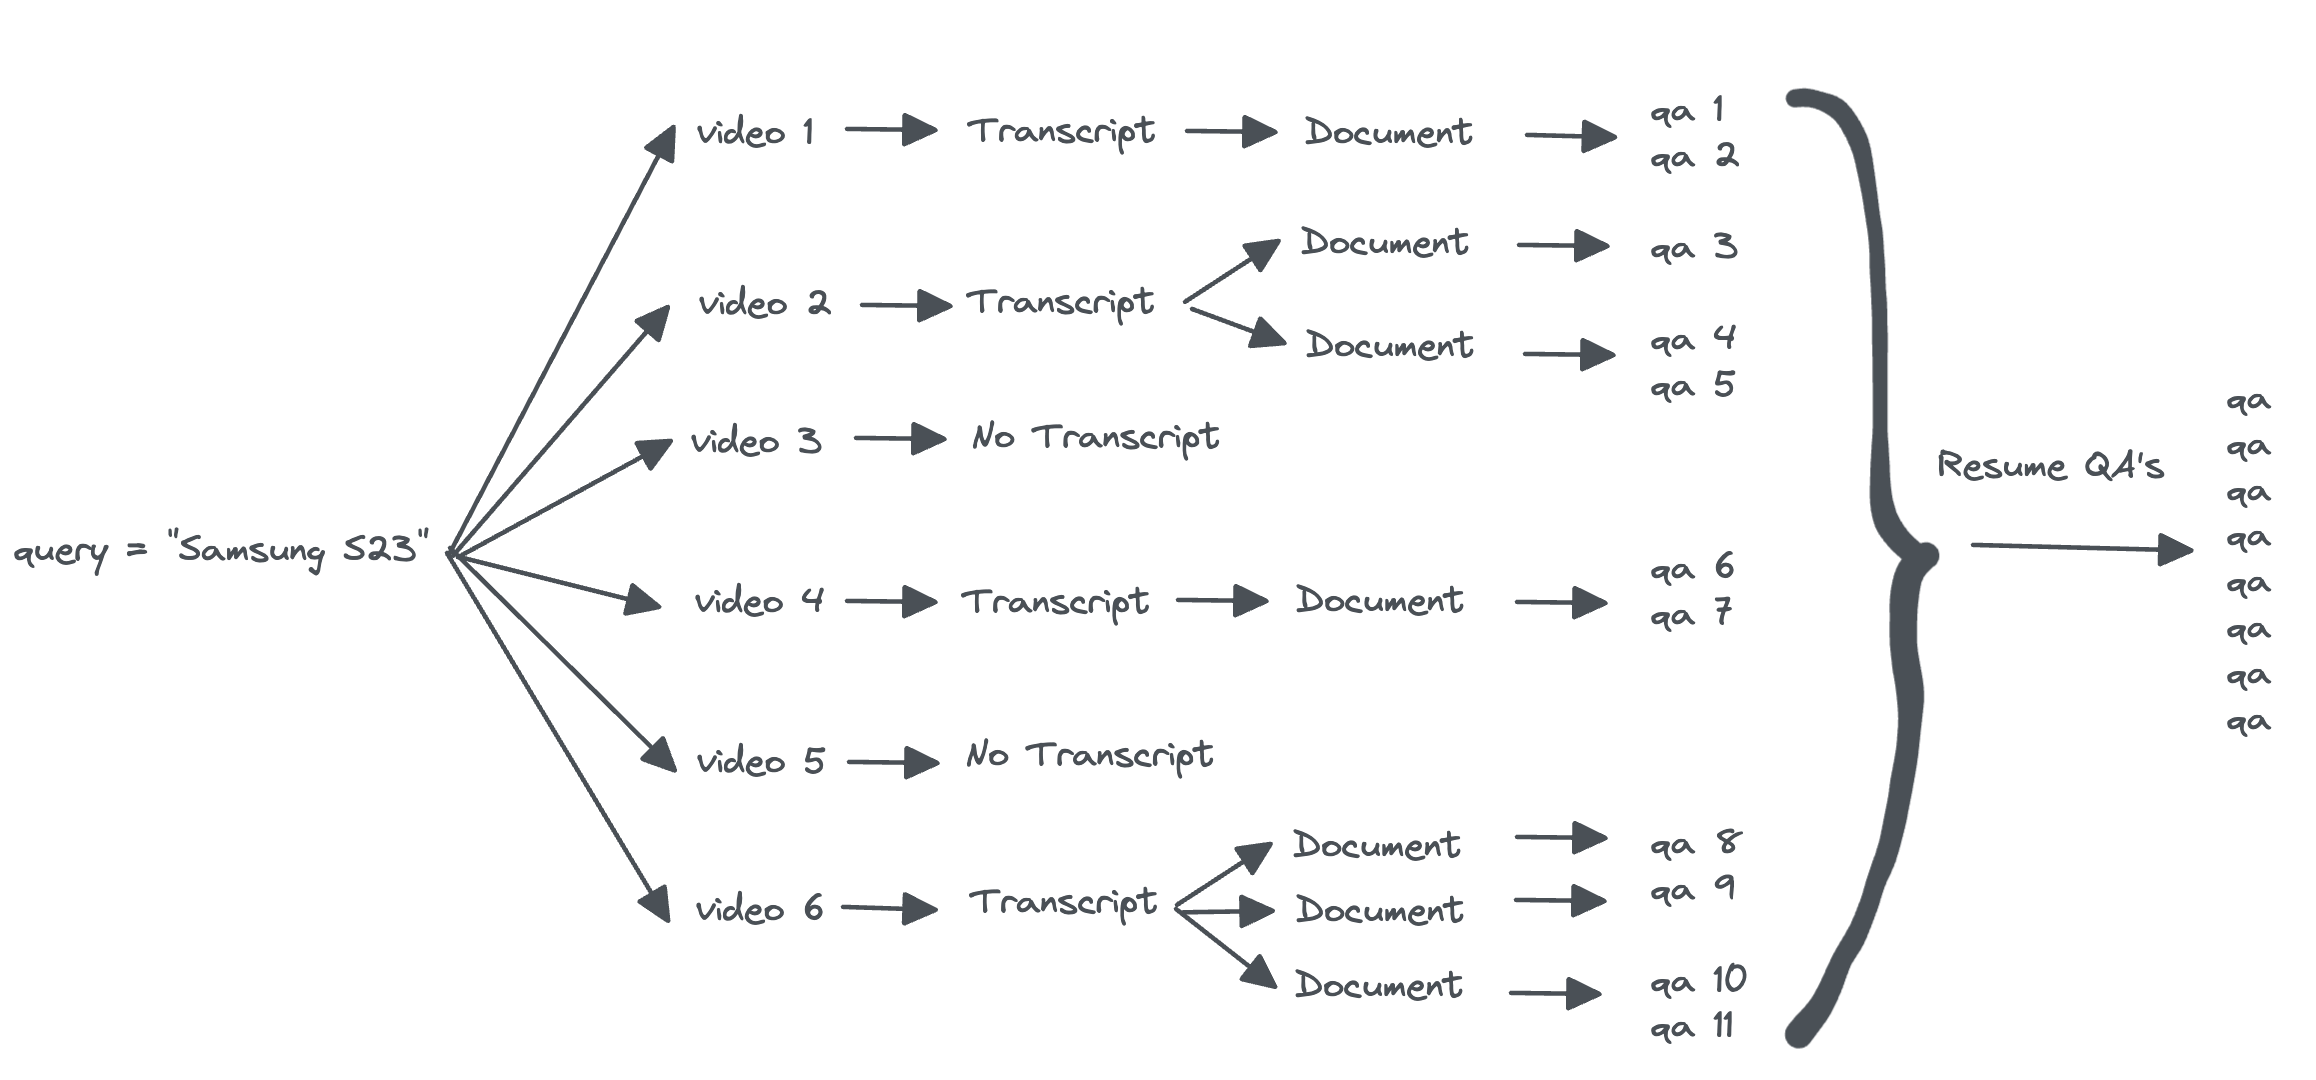 query = "Samsung S23"
video 1
Transcript
Document
qa 1
qa 2
video 2
Transcript
Document
qa 3
Document
qa 4
qa 5
video 3
No Transcript
video 4
Transcript
Document
qa 6
qa 7
video 5
No Transcript
video 6
Transcript
Document
qa 8
Document
qa 9
Document
qa 10
qa 11
Resume QA's
qa
qa
qa
qa
qa
qa
qa
qa